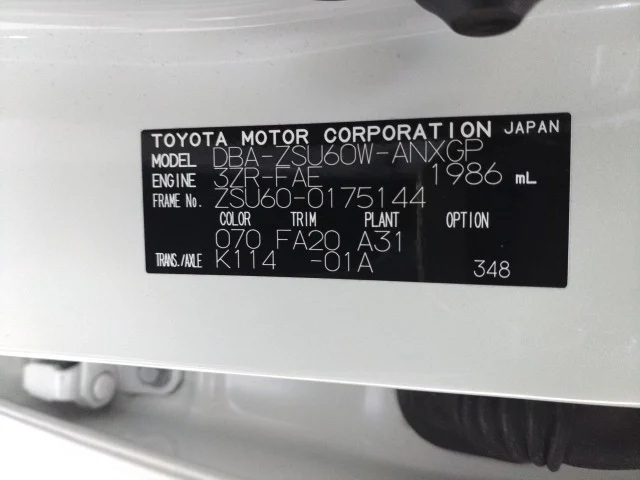 TOYOTA MOTOR CORPORATION JAPAN
MODEL DBA-ZSU60W-ANXGP
ENGINE 3ZR-FAE 1986 mL
FRAME No. ZSU60-0175144
COLOR TRIM PLANT OPTION
070 FA20 A31
TRANS./AXLE K114 -01A 348